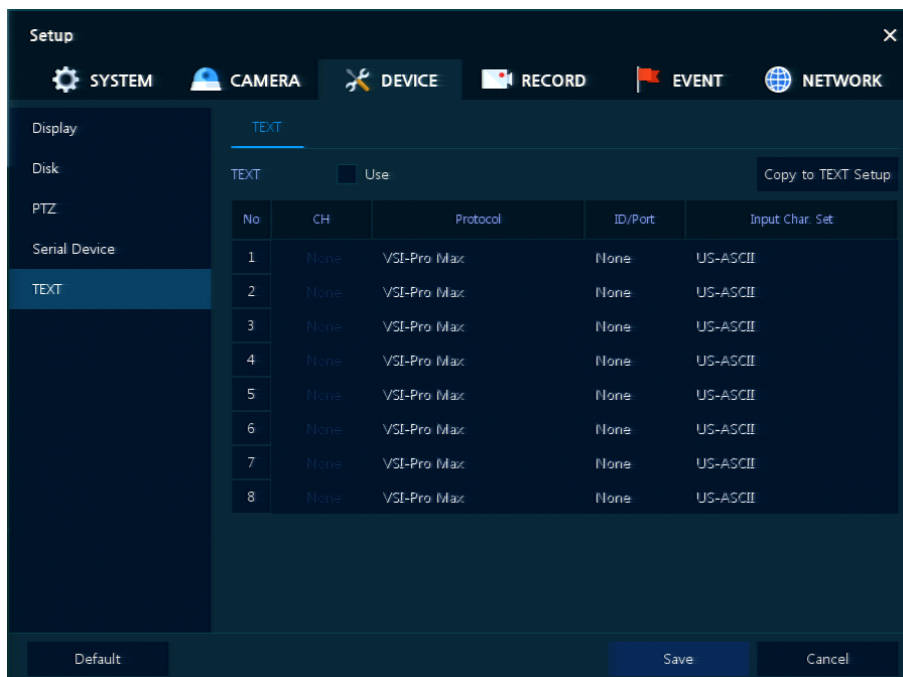 Setup ×
SYSTEM CAMERA DEVICE RECORD EVENT NETWORK
Display
Disk
PTZ
Serial Device
TEXT
TEXT
TEXT Use Copy to TEXT Setup
No CH Protocol ID/Port Input Char. Set
1 None VSI-Pro Max None US-ASCII
2 None VSI-Pro Max None US-ASCII
3 None VSI-Pro Max None US-ASCII
4 None VSI-Pro Max None US-ASCII
5 None VSI-Pro Max None US-ASCII
6 None VSI-Pro Max None US-ASCII
7 None VSI-Pro Max None US-ASCII
8 None VSI-Pro Max None US-ASCII
Default Save Cancel